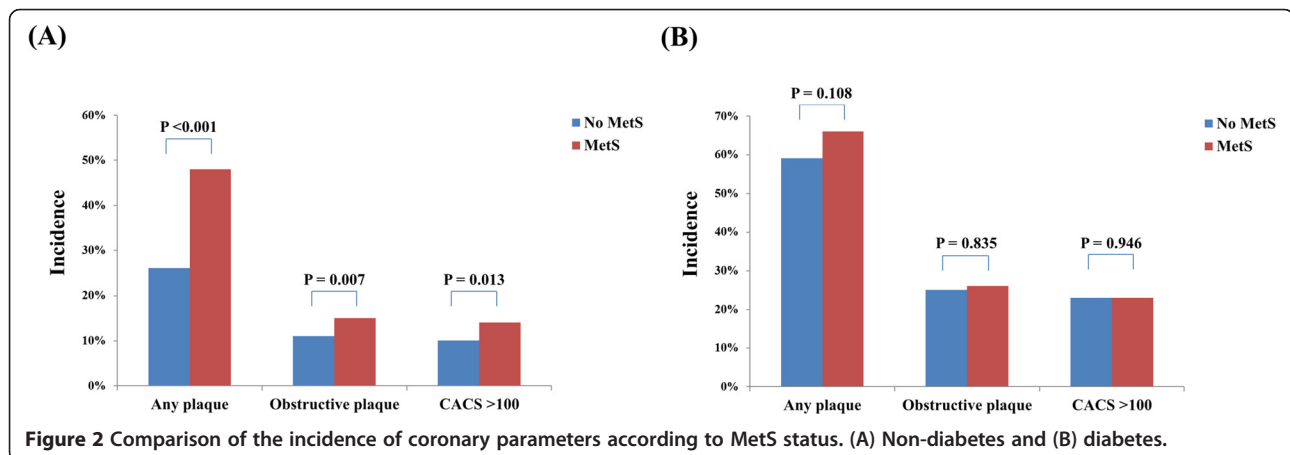 (A)
60%
50%
40%
30%
20%
10%
0%
Incidence
P <0.001
P = 0.007
P = 0.013
No MetS
MetS
Any plaque
Obstructive plaque
CACS >100
(B)
70%
60%
50%
40%
30%
20%
10%
0%
Incidence
P = 0.108
P = 0.835
P = 0.946
No MetS
MetS
Any plaque
Obstructive plaque
CACS >100
Figure 2 Comparison of the incidence of coronary parameters according to MetS status. (A) Non-diabetes and (B) diabetes.